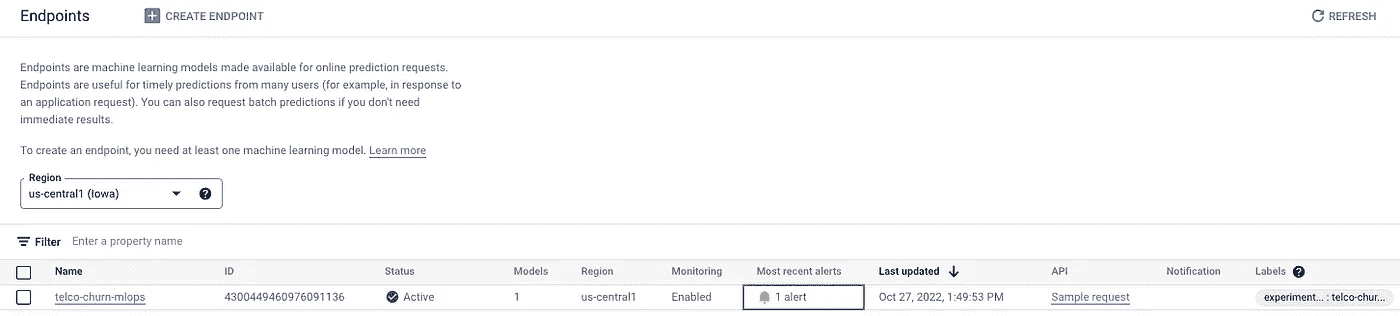 Endpoints CREATE ENDPOINT REFRESH
Endpoints are machine learning models made available for online prediction requests.
Endpoints are useful for timely predictions from many users (for example, in response to
an application request). You can also request batch predictions if you don't need
immediate results.
To create an endpoint, you need at least one machine learning model. Learn more
Region
us-central1 (Iowa)
Filter Enter a property name
Name ID Status Models Region Monitoring Most recent alerts Last updated API Notification Labels
telco-churn-mlops 4300449460976091136 Active 1 us-central1 Enabled 1 alert Oct 27, 2022, 1:49:53 PM Sample request experiment... : telco-chur...